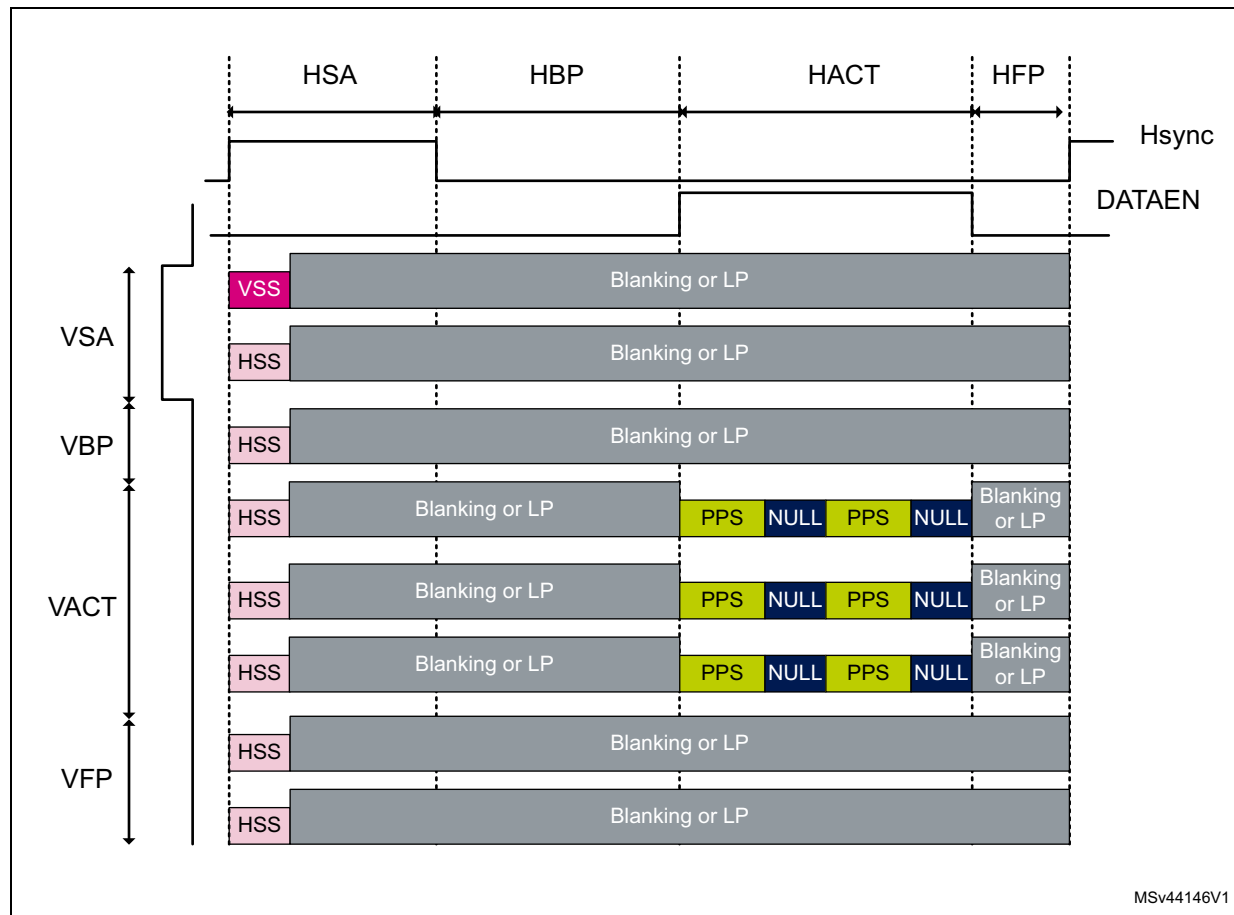 HSA HBP HACT HFP
Hsync
DATAEN
VSS Blanking or LP
VSA
HSS Blanking or LP
VBP HSS Blanking or LP
HSS Blanking or LP PPS NULL PPS NULL Blanking or LP
VACT HSS Blanking or LP PPS NULL PPS NULL Blanking or LP
HSS Blanking or LP PPS NULL PPS NULL Blanking or LP
HSS Blanking or LP
VFP
HSS Blanking or LP
MSv44146V1